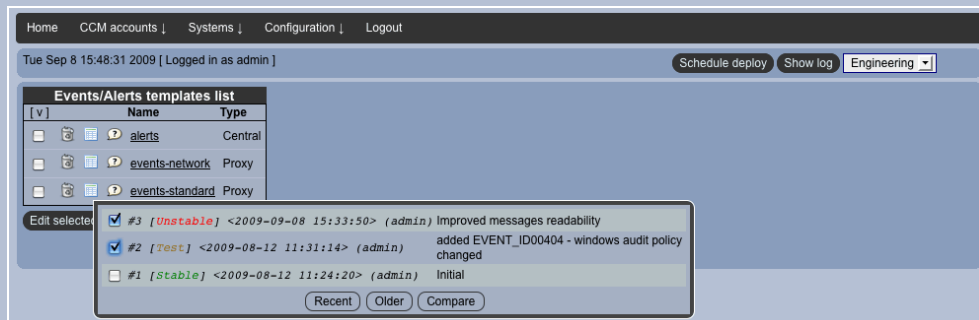 Home CCM accounts ↓ Systems ↓ Configuration ↓ Logout
Tue Sep 8 15:48:31 2009 [ Logged in as admin ] Schedule deploy Show log Engineering
Events/Alerts templates list
[ v ] Name Type
alerts Central
events-network Proxy
events-standard Proxy
Edit selected
#3 [Unstable] <2009-09-08 15:33:50> (admin) Improved messages readability
#2 [Test] <2009-08-12 11:31:14> (admin) added EVENT_ID00404 - windows audit policy
changed
#1 [Stable] <2009-08-12 11:24:20> (admin) Initial
Recent Older Compare